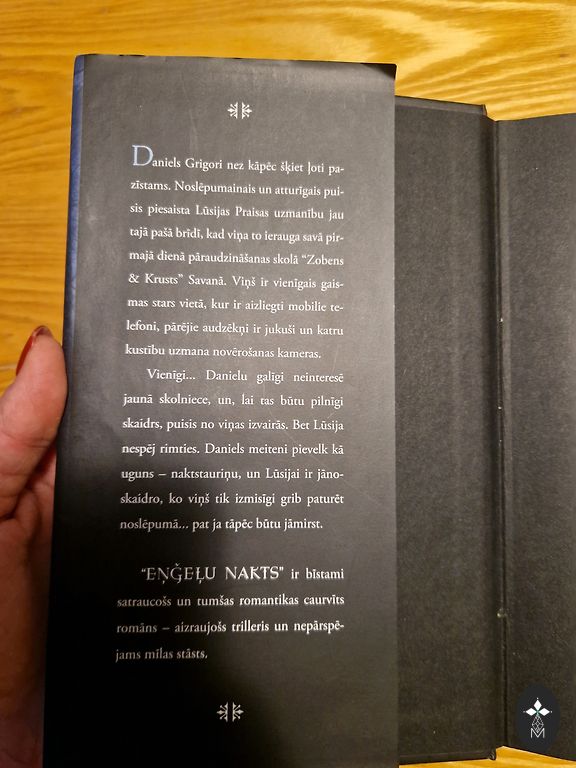 Daniels Grigori nez kāpēc šķiet ļoti pa-
zīstams. Noslēpumainais un atturīgais pui-
sis piesaista Lūsijas Praisas uzmanību jau
tajā pašā brīdī, kad viņa to ierauga savā pir-
majā dienā pāraudzināšanas skolā “Zobens
& Krusts” Savanā. Viņš ir vienīgais gais-
mas stars vietā, kur ir aizliegti mobilie te-
lefoni, pārējie audzēkņi ir jukuši un katru
kustību uzmana novērošanas kameras.
Vienīgi... Danielu galīgi neinteresē
jaunā skolniece, un, lai tas būtu pilnīgi
skaidrs, puisis no viņas izvairās. Bet Lūsija
nespēj rimties. Daniels meiteni pievelk kā
uguns – naktstauriņu, un Lūsijai ir jāno-
skaidro, ko viņš tik izmisīgi grib paturēt
noslēpumā... pat ja tāpēc būtu jāmirst.
“EŅĢEĻU NAKTS” ir bīstami
satraucošs un tumšas romantikas caurvīts
romāns – aizraujošs trilleris un nepārspē-
jams mīlas stāsts.
M